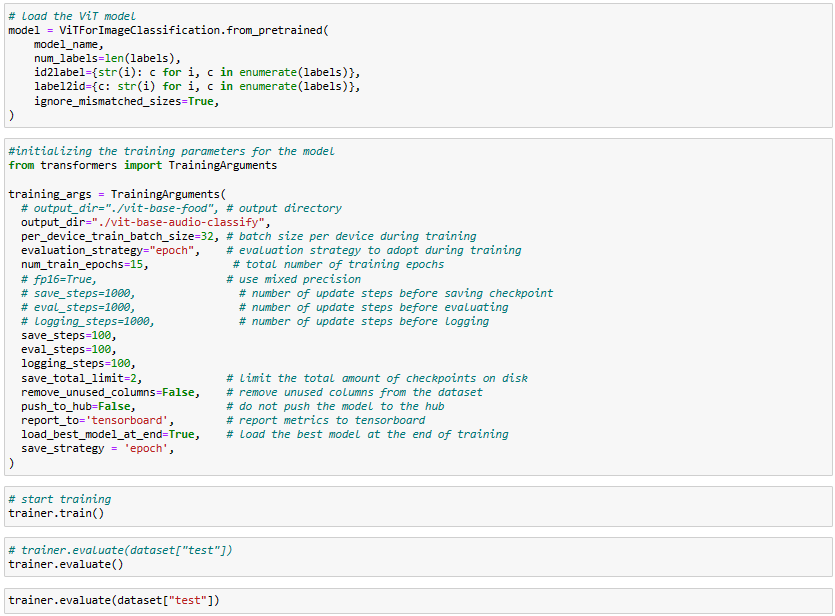 # load the ViT model
model = ViTForImageClassification.from_pretrained(
    model_name,
    num_labels=len(labels),
    id2label={str(i): c for i, c in enumerate(labels)},
    label2id={c: str(i) for i, c in enumerate(labels)},
    ignore_mismatched_sizes=True,
)
#initializing the training parameters for the model
from transformers import TrainingArguments
training_args = TrainingArguments(
  # output_dir="./vit-base-food", # output directory
  output_dir="./vit-base-audio-classify",
  per_device_train_batch_size=32, # batch size per device during training
  evaluation_strategy="epoch",    # evaluation strategy to adopt during training
  num_train_epochs=15,             # total number of training epochs
  # fp16=True,                    # use mixed precision
  # save_steps=1000,                # number of update steps before saving checkpoint
  # eval_steps=1000,                # number of update steps before evaluating
  # logging_steps=1000,             # number of update steps before logging
  save_steps=100,
  eval_steps=100,
  logging_steps=100,
  save_total_limit=2,             # limit the total amount of checkpoints on disk
  remove_unused_columns=False,    # remove unused columns from the dataset
  push_to_hub=False,              # do not push the model to the hub
  report_to='tensorboard',        # report metrics to tensorboard
  load_best_model_at_end=True,    # load the best model at the end of training
  save_strategy = 'epoch',
)
# start training
trainer.train()
# trainer.evaluate(dataset["test"])
trainer.evaluate()
trainer.evaluate(dataset["test"])